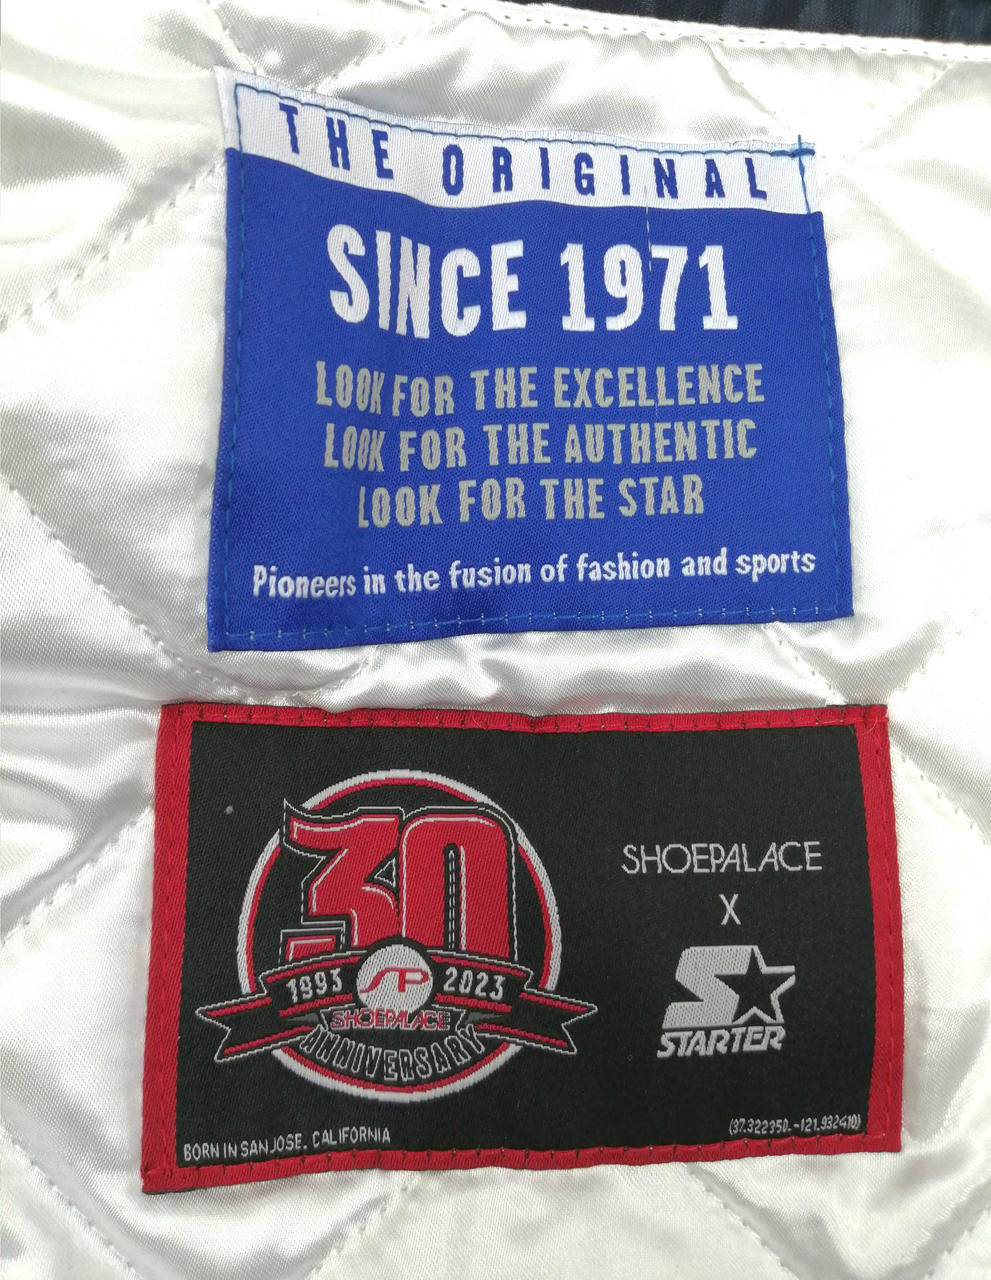 THE ORIGINAL
SINCE 1971
LOOK FOR THE EXCELLENCE
LOOK FOR THE AUTHENTIC
LOOK FOR THE STAR
Pioneers in the fusion of fashion and sports
30
1993 SP 2023
SHOEPALACE
ANNIVERSARY
SHOEPALACE
X
S
STARTER
BORN IN SAN JOSE, CALIFORNIA
(37.322350, -121.932410)